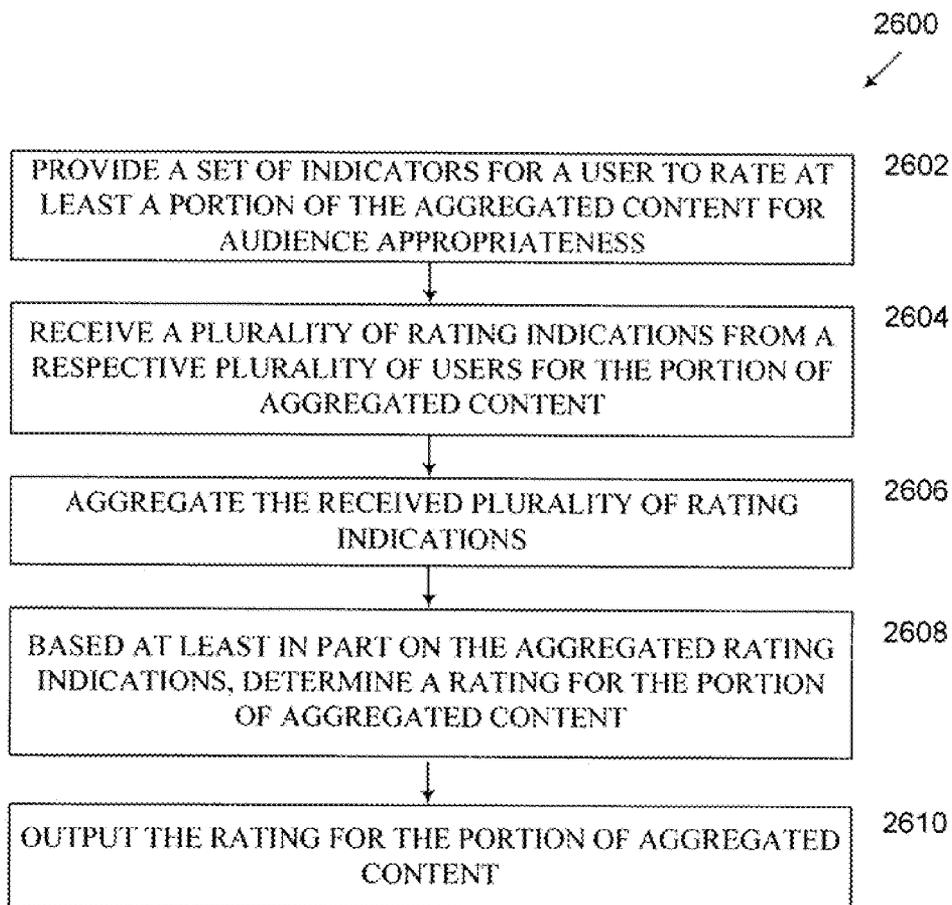 2600
PROVIDE A SET OF INDICATORS FOR A USER TO RATE AT
LEAST A PORTION OF THE AGGREGATED CONTENT FOR
AUDIENCE APPROPRIATENESS
2602
RECEIVE A PLURALITY OF RATING INDICATIONS FROM A
RESPECTIVE PLURALITY OF USERS FOR THE PORTION OF
AGGREGATED CONTENT
2604
AGGREGATE THE RECEIVED PLURALITY OF RATING
INDICATIONS
2606
BASED AT LEAST IN PART ON THE AGGREGATED RATING
INDICATIONS, DETERMINE A RATING FOR THE PORTION
OF AGGREGATED CONTENT
2608
OUTPUT THE RATING FOR THE PORTION OF AGGREGATED
CONTENT
2610